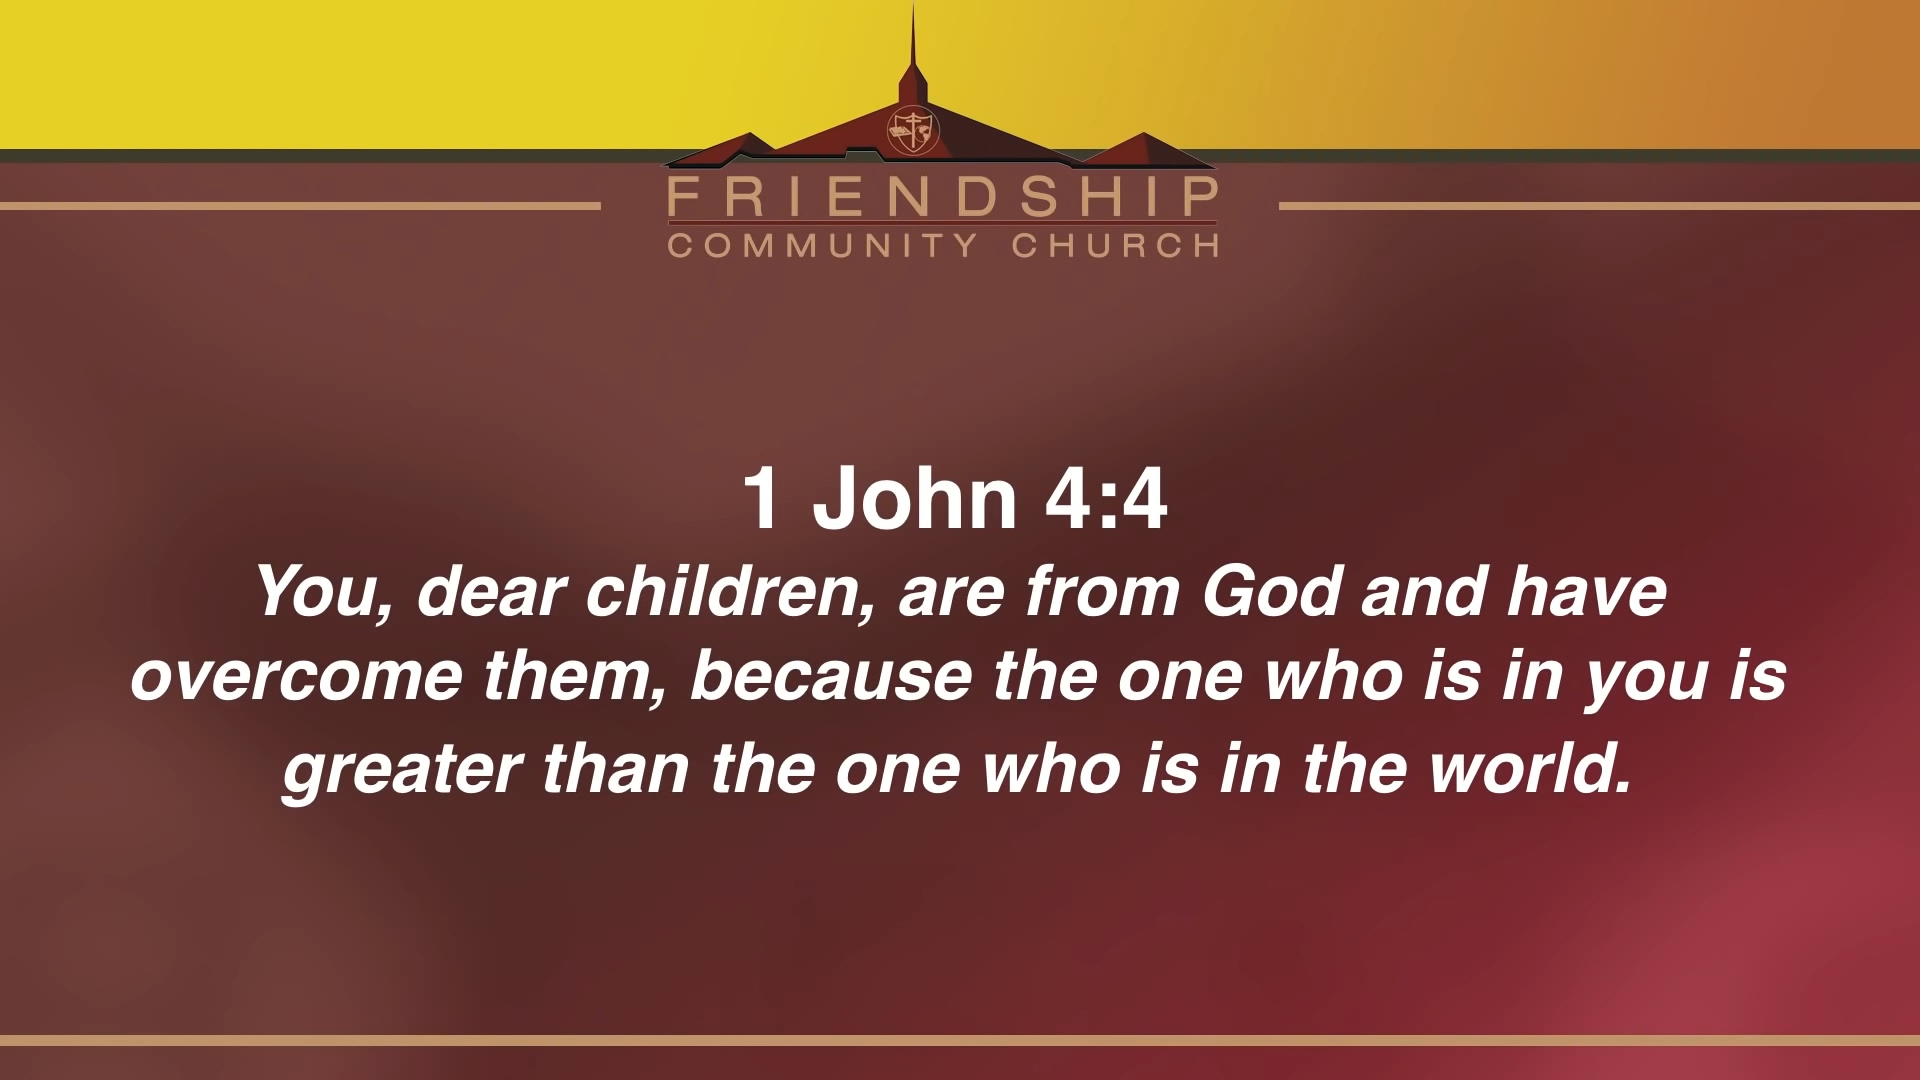 FRIENDSHIP
COMMUNITY CHURCH
1 John 4:4
You, dear children, are from God and have
overcome them, because the one who is in you is
greater than the one who is in the world.